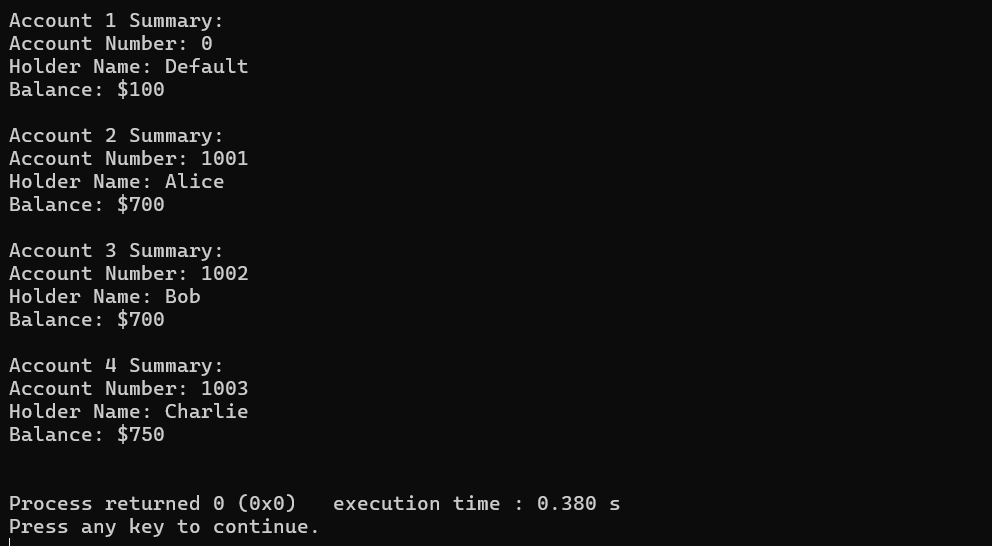 Account 1 Summary:
Account Number: 0
Holder Name: Default
Balance: $100
Account 2 Summary:
Account Number: 1001
Holder Name: Alice
Balance: $700
Account 3 Summary:
Account Number: 1002
Holder Name: Bob
Balance: $700
Account 4 Summary:
Account Number: 1003
Holder Name: Charlie
Balance: $750
Process returned 0 (0x0)   execution time : 0.380 s
Press any key to continue.